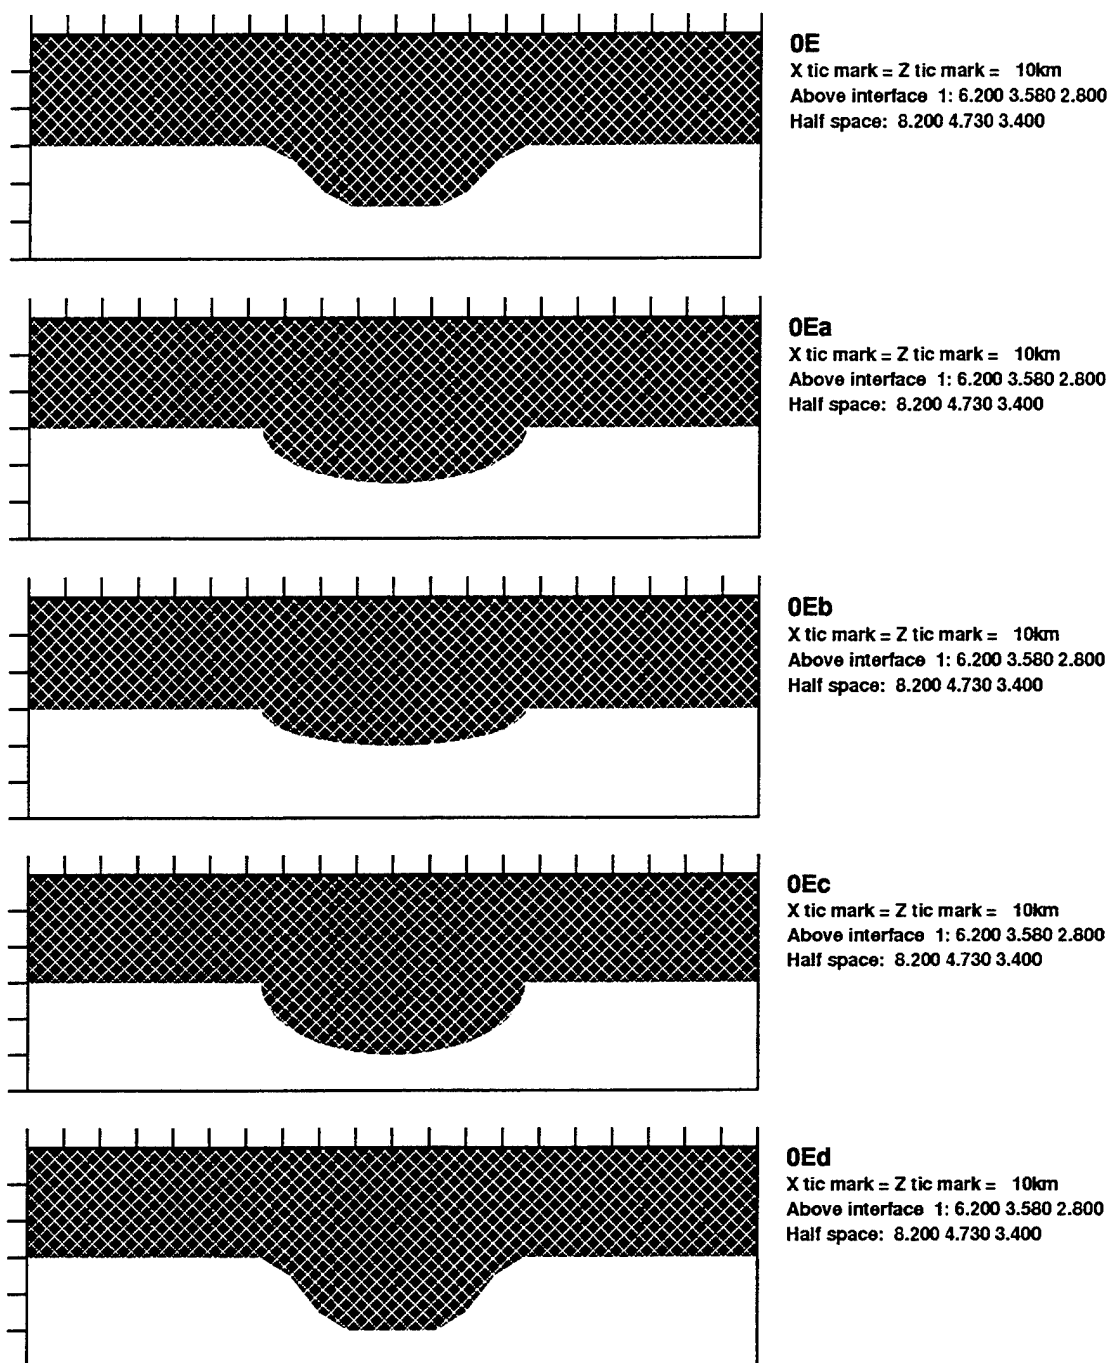 0E
X tic mark = Z tic mark = 10km
Above interface 1: 6.200 3.580 2.800
Half space: 8.200 4.730 3.400
0Ea
X tic mark = Z tic mark = 10km
Above interface 1: 6.200 3.580 2.800
Half space: 8.200 4.730 3.400
0Eb
X tic mark = Z tic mark = 10km
Above interface 1: 6.200 3.580 2.800
Half space: 8.200 4.730 3.400
0Ec
X tic mark = Z tic mark = 10km
Above interface 1: 6.200 3.580 2.800
Half space: 8.200 4.730 3.400
0Ed
X tic mark = Z tic mark = 10km
Above interface 1: 6.200 3.580 2.800
Half space: 8.200 4.730 3.400